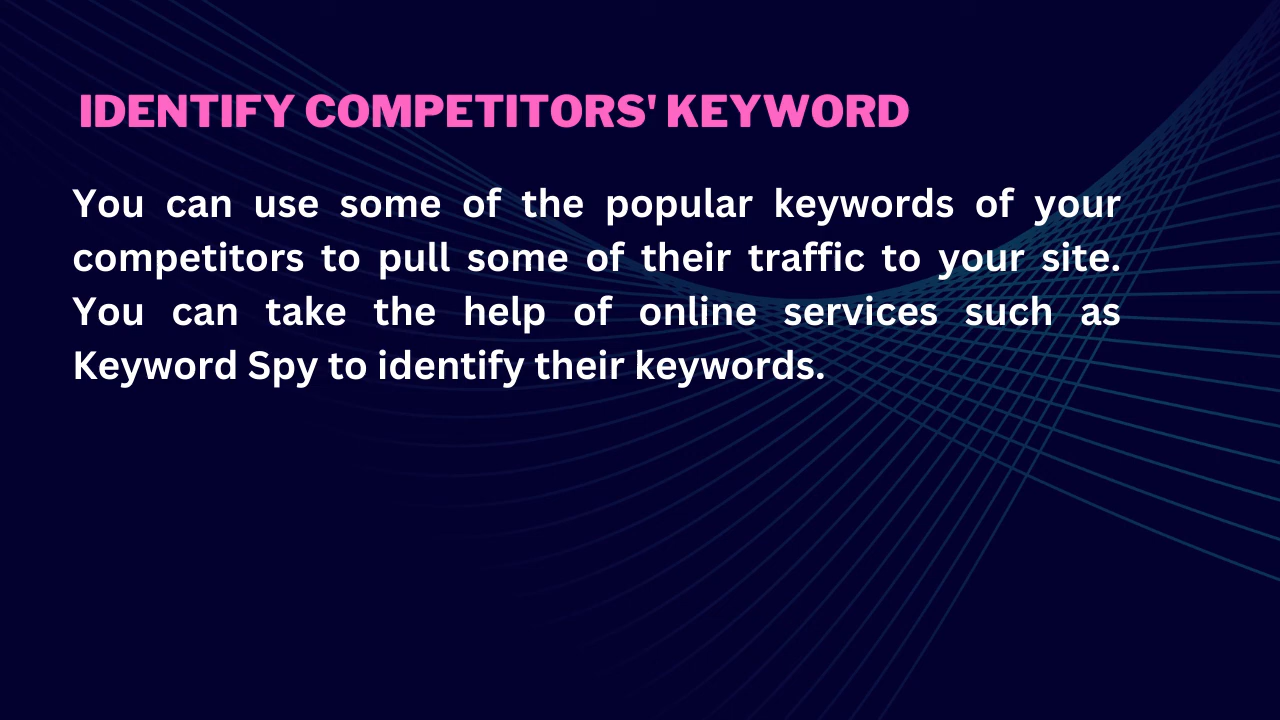 IDENTIFY COMPETITORS' KEYWORD
You can use some of the popular keywords of your
competitors to pull some of their traffic to your site.
You can take the help of online services such as
Keyword Spy to identify their keywords.